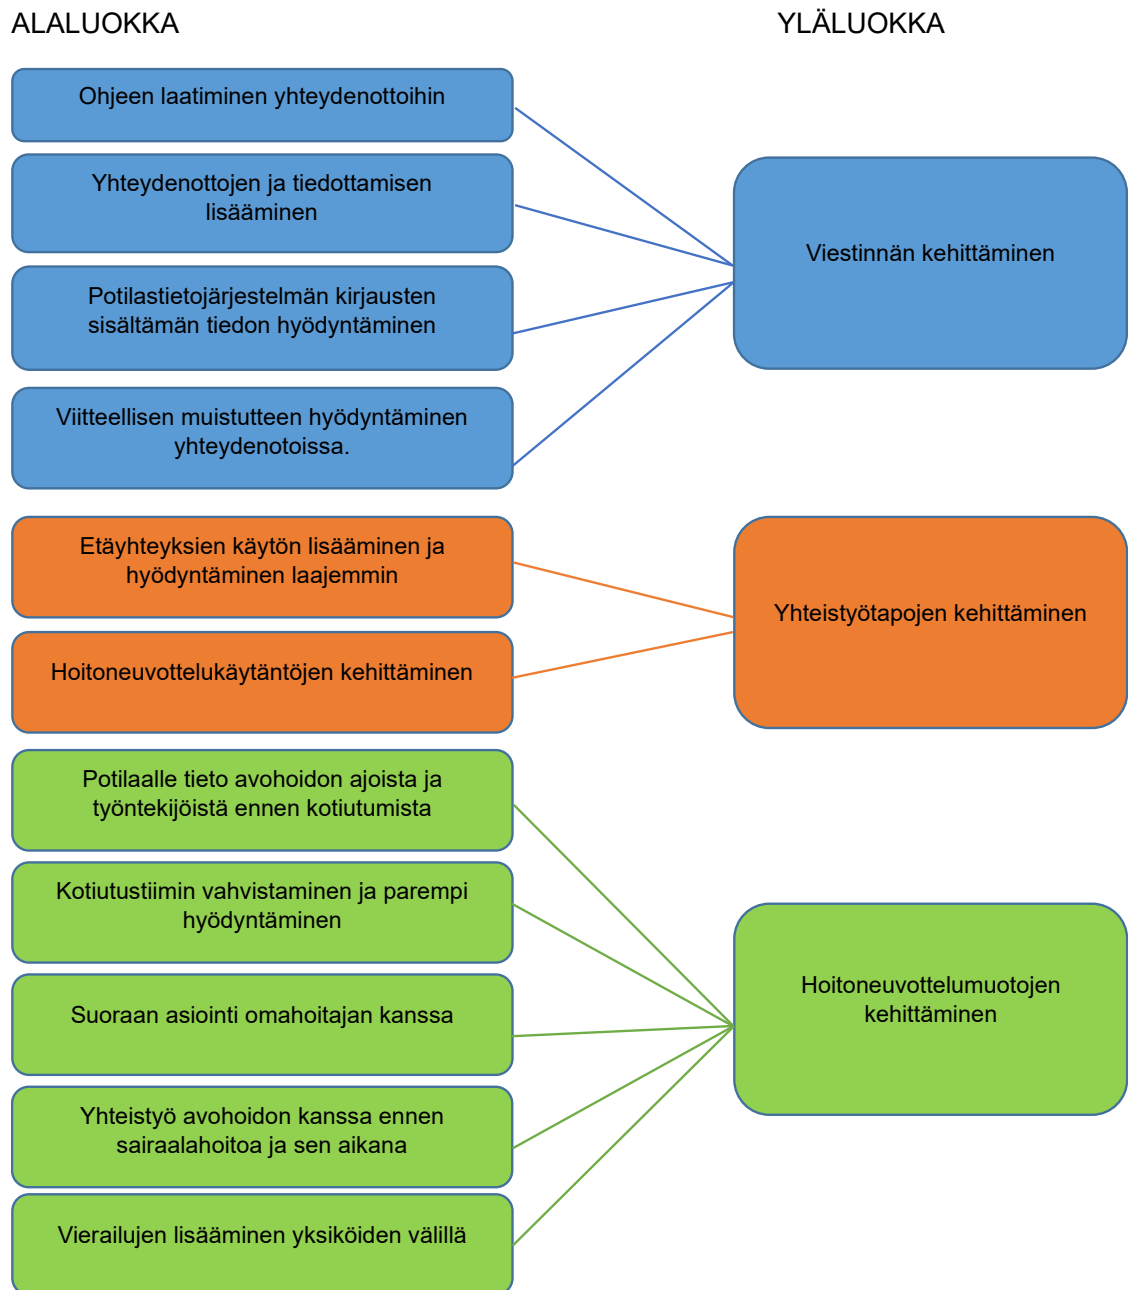 ALALUOKKA
YLÄLUOKKA
Ohjeen laatiminen yhteydenottoihin
Yhteydenottojen ja tiedottamisen
lisääminen
Potilastietojärjestelmän kirjausten
sisältämän tiedon hyödyntäminen
Viitteellisen muistutteen hyödyntäminen
yhteydenotoissa.
Viestinnän kehittäminen
Etäyhteyksien käytön lisääminen ja
hyödyntäminen laajemmin
Hoitoneuvottelukäytäntöjen kehittäminen
Yhteistyötapojen kehittäminen
Potilaalle tieto avohoidon ajoista ja
työntekijöistä ennen kotiutumista
Kotiutustiimin vahvistaminen ja parempi
hyödyntäminen
Suoraan asiointi omahoitajan kanssa
Yhteistyö avohoidon kanssa ennen
sairaalahoitoa ja sen aikana
Vierailujen lisääminen yksiköiden välillä
Hoitoneuvottelumuotojen
kehittäminen